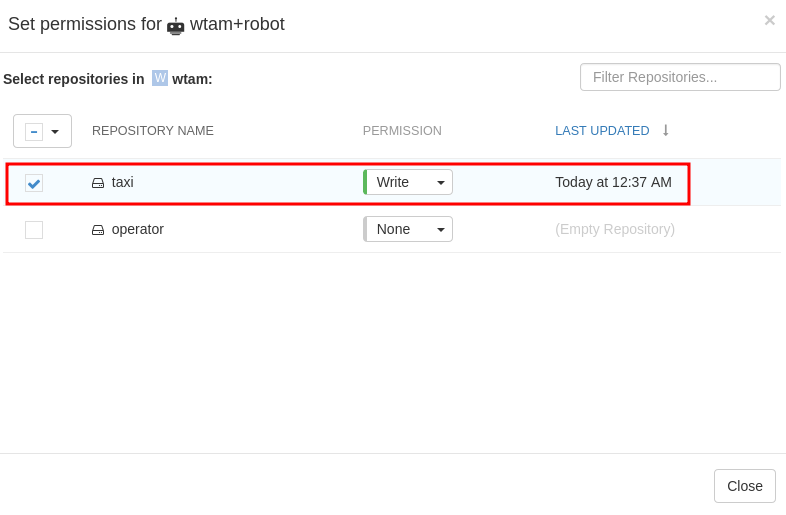 Set permissions for wtam+robot
×
Select repositories in W wtam:
Filter Repositories...
REPOSITORY NAME PERMISSION LAST UPDATED
taxi Write Today at 12:37 AM
operator None (Empty Repository)
Close